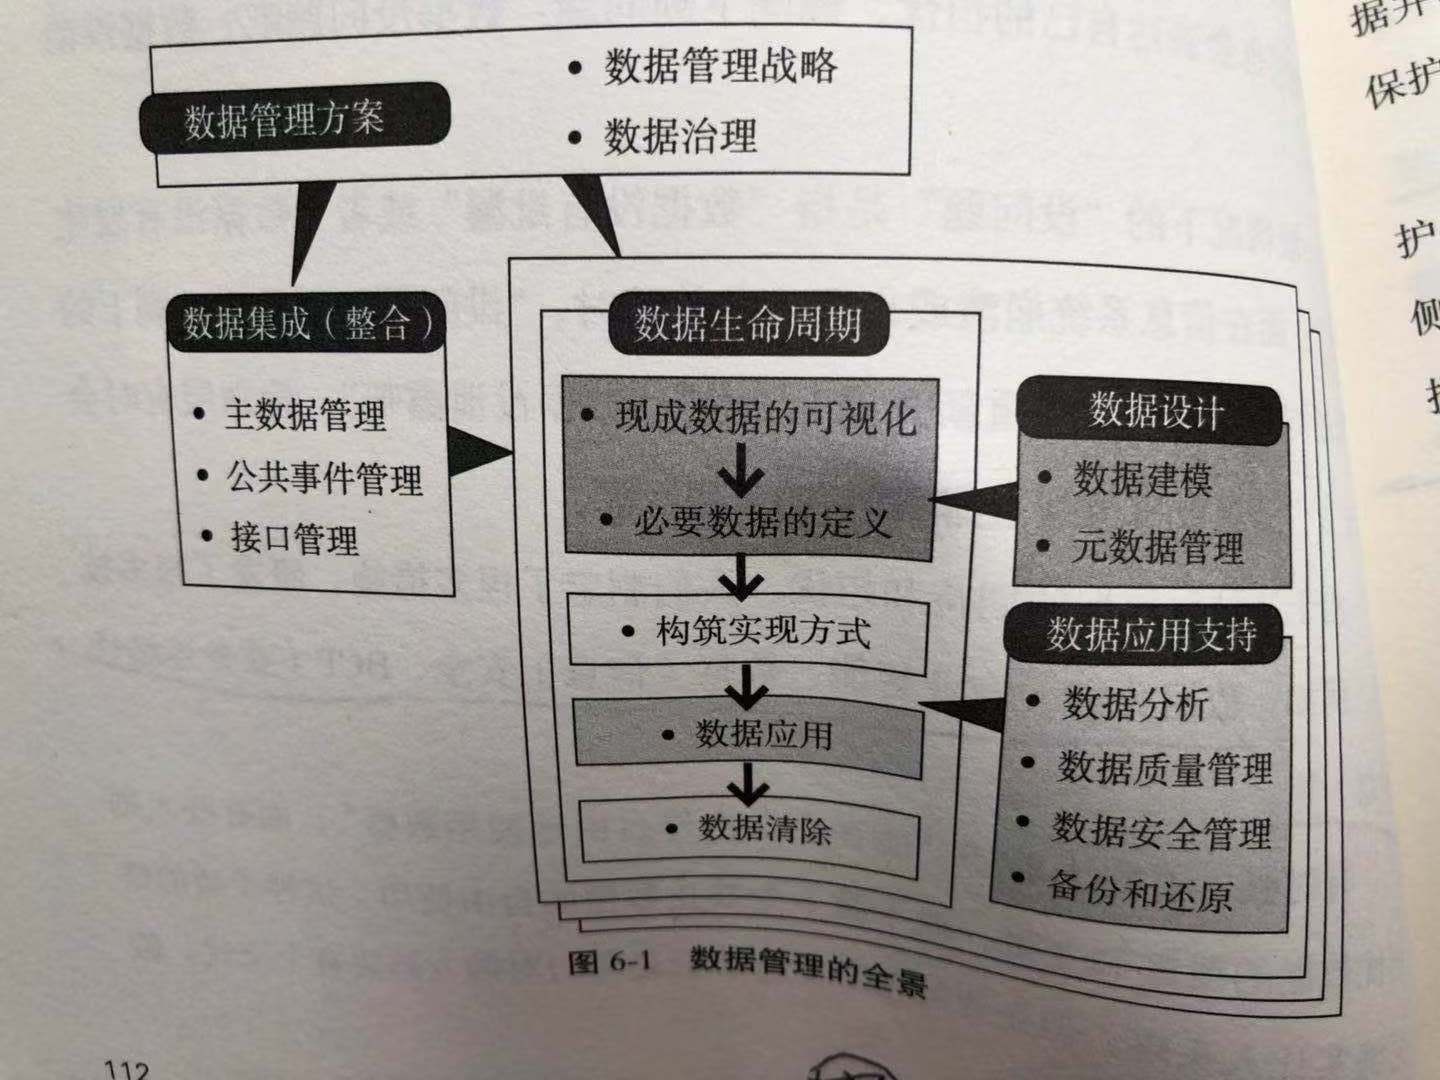 数据管理方案
• 数据管理战略
• 数据治理
数据集成（整合）
• 主数据管理
• 公共事件管理
• 接口管理
数据生命周期
• 现成数据的可视化
• 必要数据的定义
• 构筑实现方式
• 数据应用
• 数据清除
数据设计
• 数据建模
• 元数据管理
数据应用支持
• 数据分析
• 数据质量管理
• 数据安全管理
• 备份和还原
图 6-1 数据管理的全景
112
保护
护